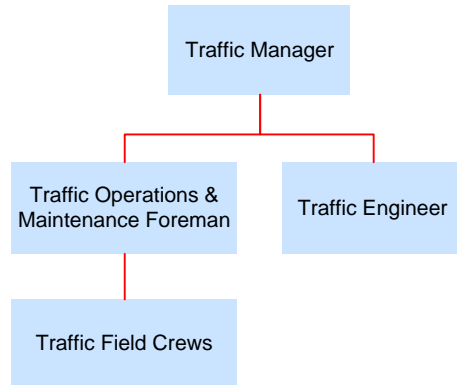 Traffic Manager
Traffic Operations &
Maintenance Foreman
Traffic Engineer
Traffic Field Crews